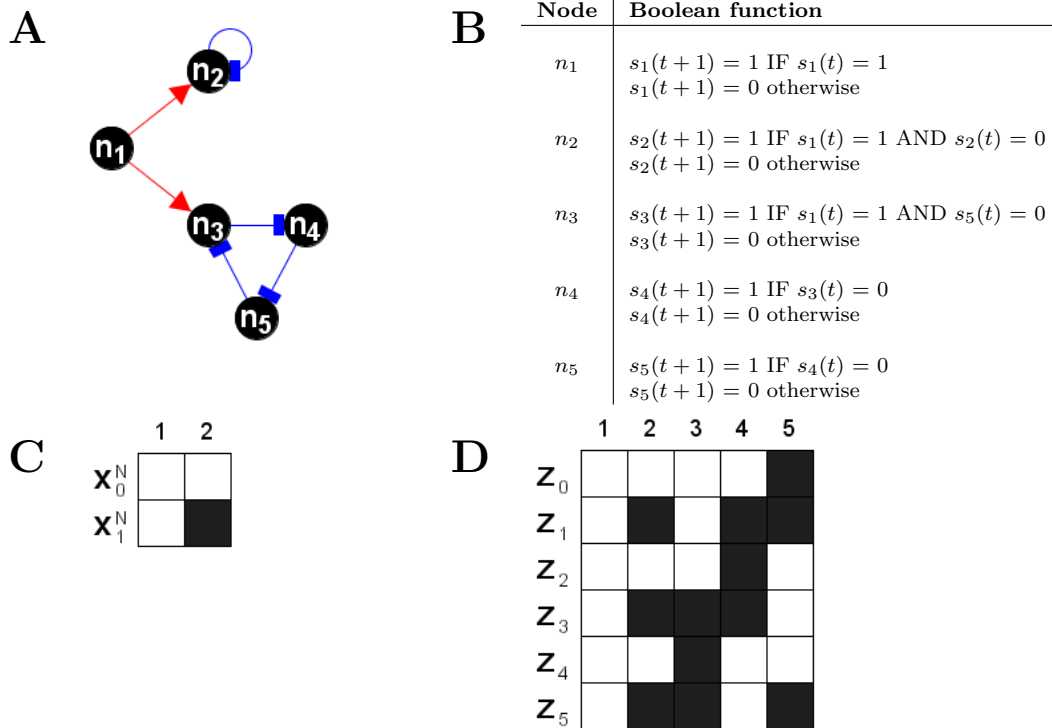 A
n2
n1
n3
n4
n5
B
Node Boolean function
n1 s1(t + 1) = 1 IF s1(t) = 1
s1(t + 1) = 0 otherwise
n2 s2(t + 1) = 1 IF s1(t) = 1 AND s2(t) = 0
s2(t + 1) = 0 otherwise
n3 s3(t + 1) = 1 IF s1(t) = 1 AND s5(t) = 0
s3(t + 1) = 0 otherwise
n4 s4(t + 1) = 1 IF s3(t) = 0
s4(t + 1) = 0 otherwise
n5 s5(t + 1) = 1 IF s4(t) = 0
s5(t + 1) = 0 otherwise
C
1 2
X N 0
X N 1
D
1 2 3 4 5
Z0
Z1
Z2
Z3
Z4
Z5